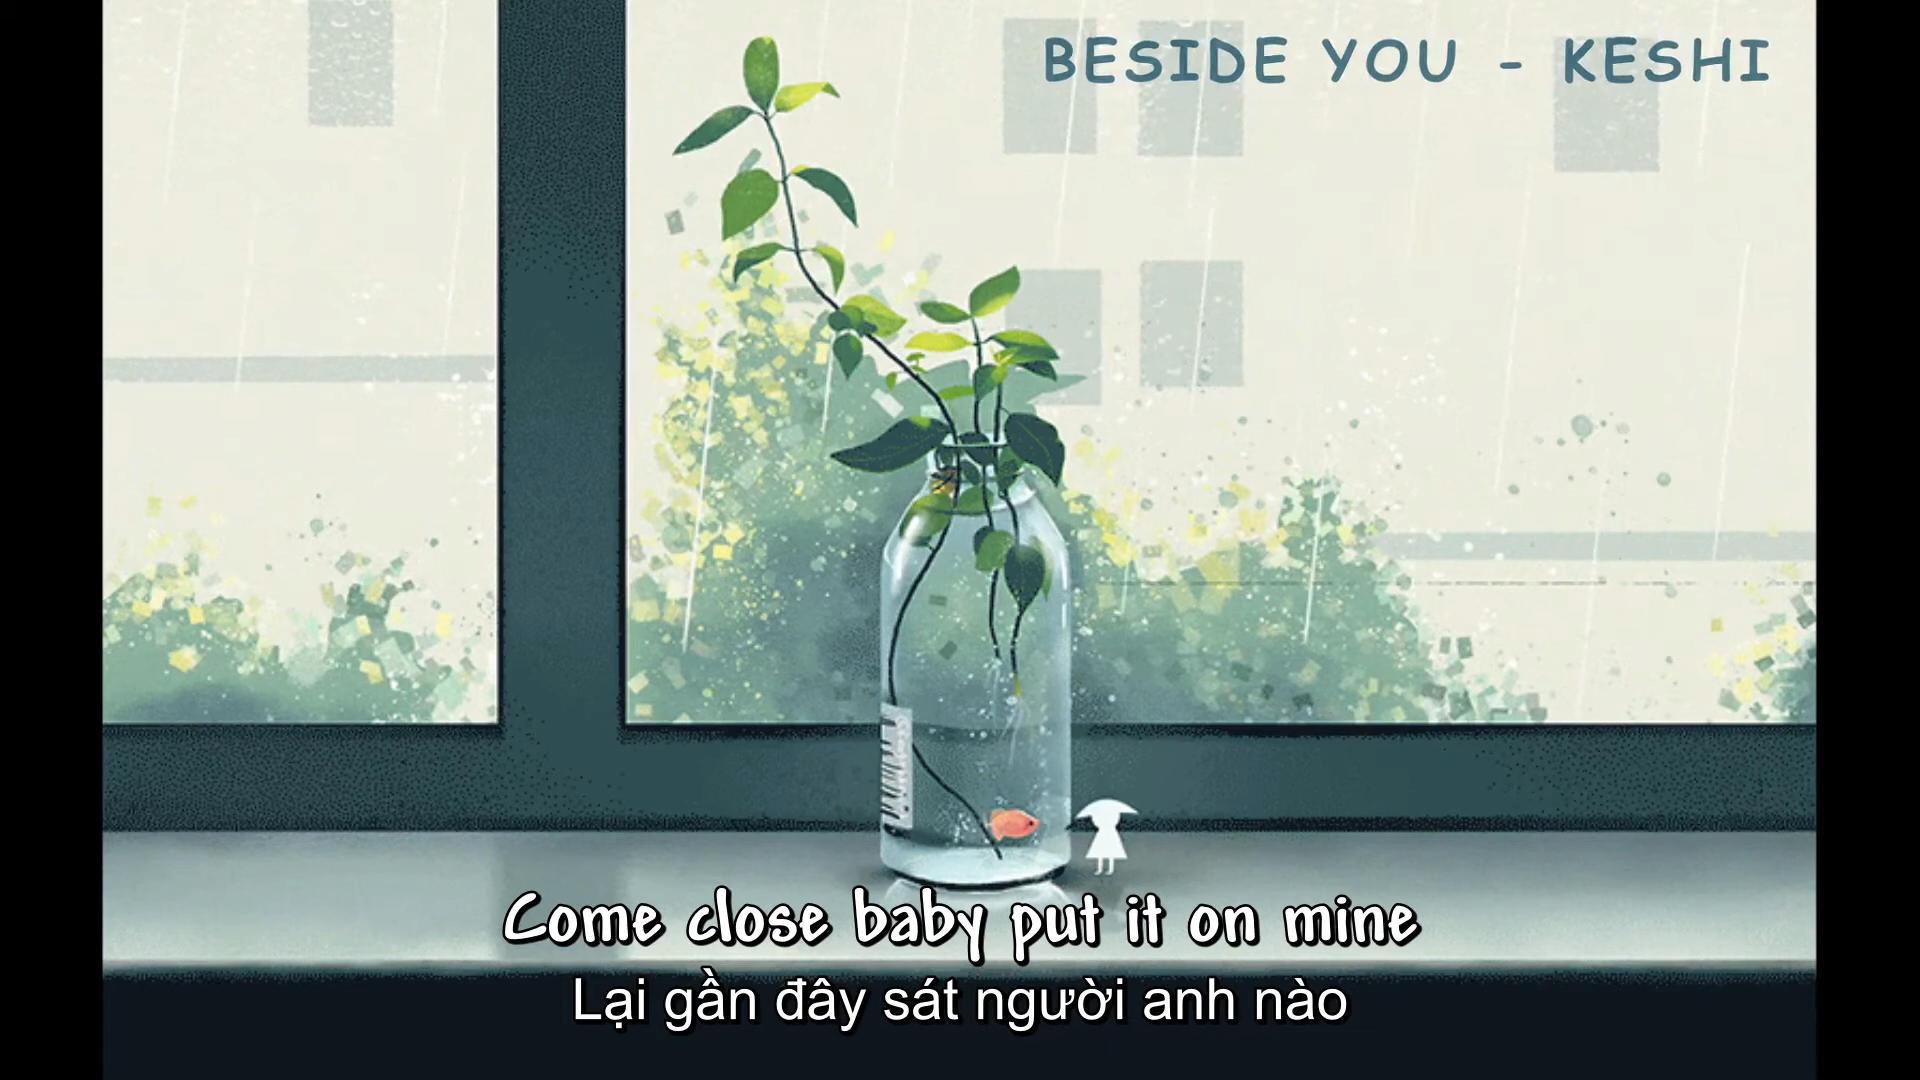 BESIDE YOU - KESHI
Come close baby put it on mine
Lại gần đây sát người anh nào